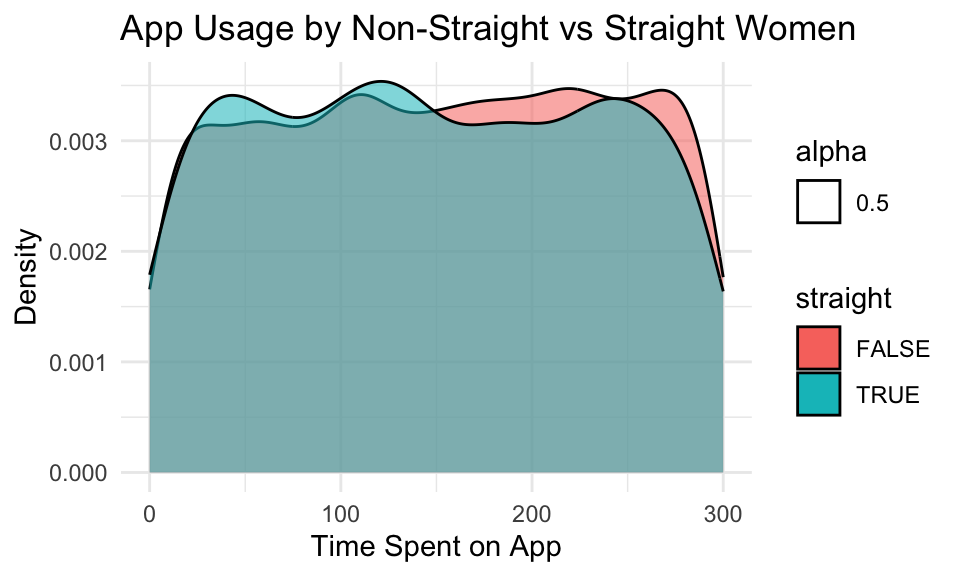 App Usage by Non-Straight vs Straight Women
Density
0.003
0.002
0.001
0.000
0
100
200
300
Time Spent on App
alpha
0.5
straight
FALSE
TRUE